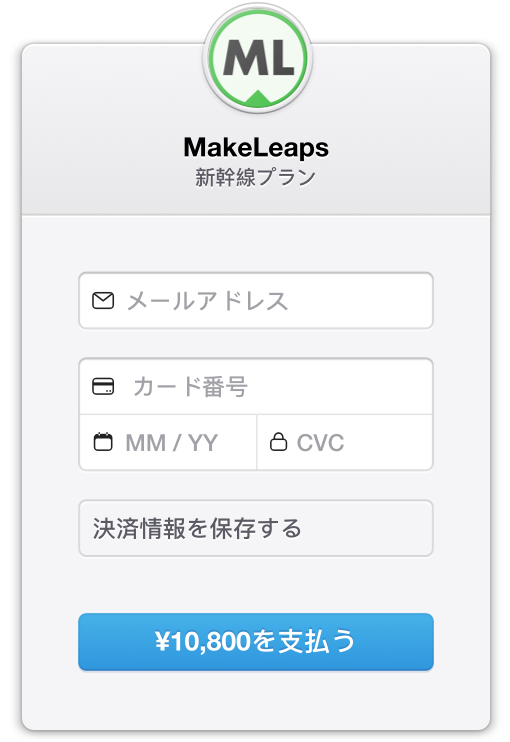 ML
MakeLeaps
新幹線プラン
メールアドレス
カード番号
MM / YY
CVC
決済情報を保存する
¥10,800を支払う